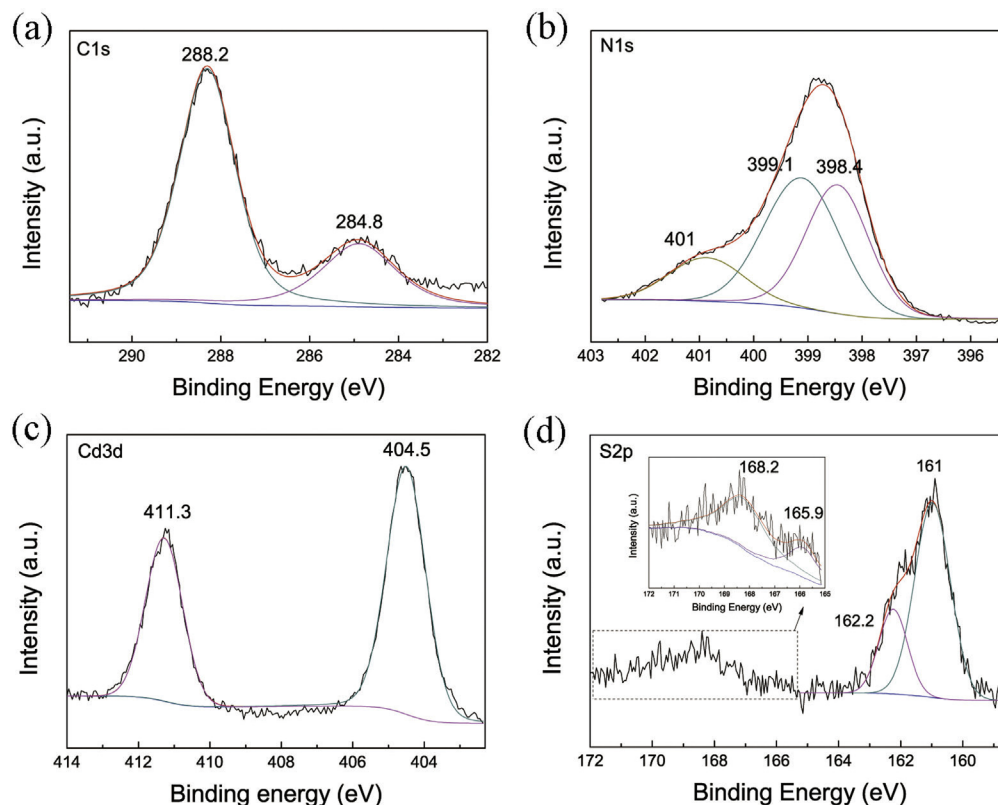 (a)
C1s
288.2
284.8
Intensity (a.u.)
290 288 286 284 282
Binding Energy (eV)
(b)
N1s
399.1
398.4
401
Intensity (a.u.)
403 402 401 400 399 398 397 396
Binding Energy (eV)
(c)
Cd3d
404.5
411.3
Intensity (a.u.)
414 412 410 408 406 404
Binding energy (eV)
(d)
S2p
161
162.2
168.2
165.9
Intensity (a.u.)
172 171 170 169 168 167 166 165
Binding Energy (eV)
Intensity (a.u.)
172 170 168 166 164 162 160
Binding Energy (eV)